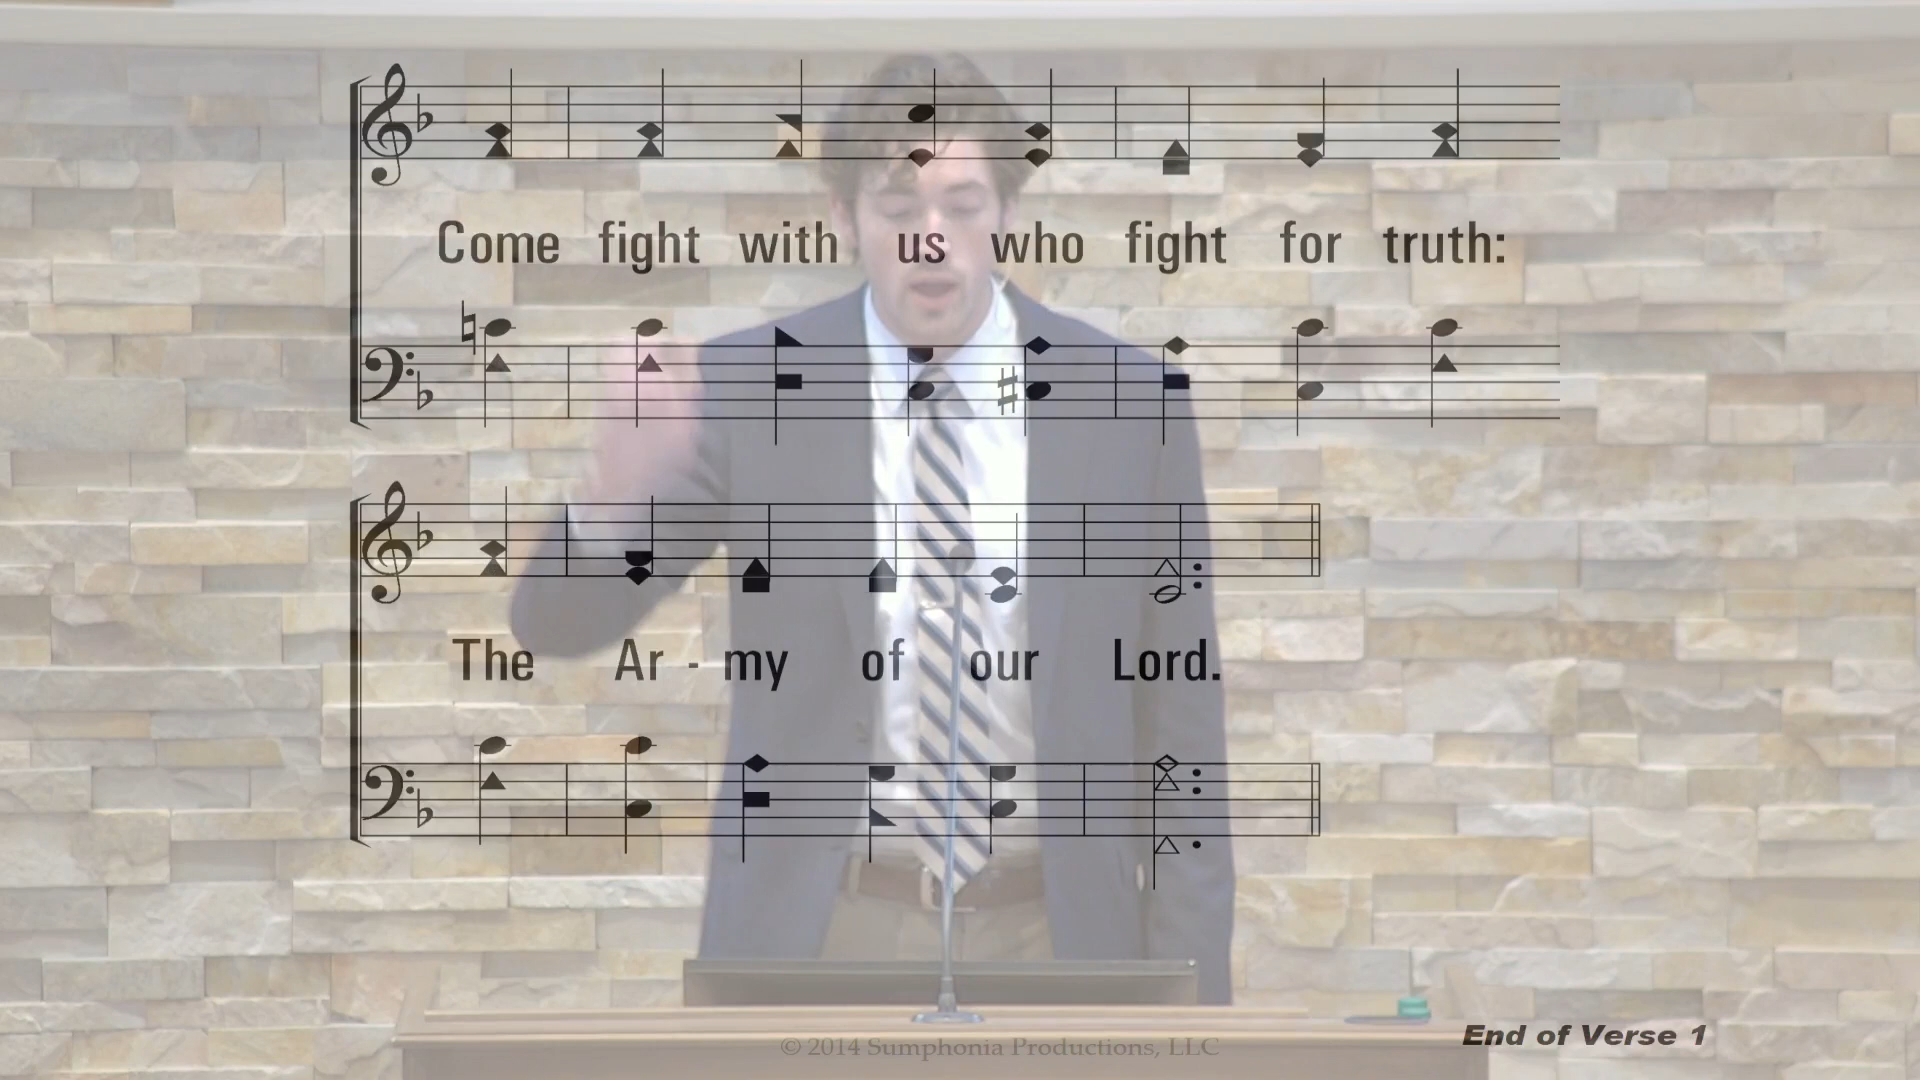 Come fight with us who fight for truth:
The Ar - my of our Lord.
End of Verse 1
© 2014 Sumphonia Productions, LLC